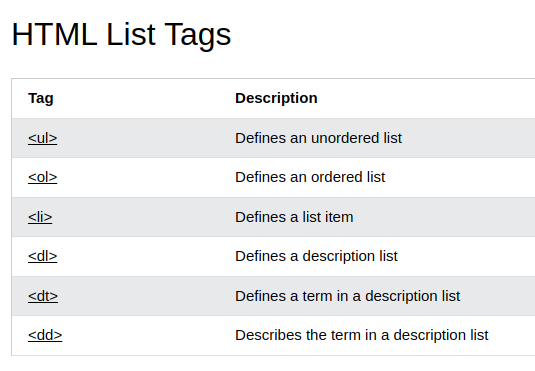 HTML List Tags
Tag Description
<ul> Defines an unordered list
<ol> Defines an ordered list
<li> Defines a list item
<dl> Defines a description list
<dt> Defines a term in a description list
<dd> Describes the term in a description list